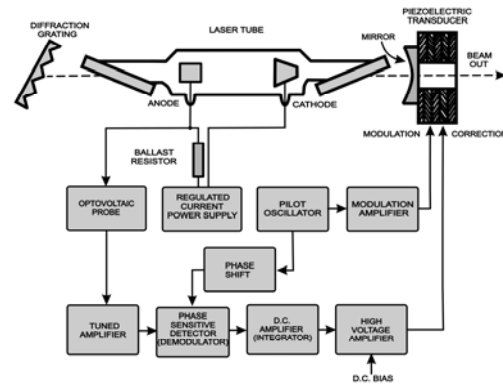 DIFFRACTION
GRATING
LASER TUBE
PIEZOELECTRIC
TRANSDUCER
MIRROR
BEAM
OUT
ANODE
CATHODE
MODULATION
CORRECTION
BALLAST
RESISTOR
OPTOVOLTAIC
PROBE
REGULATED
CURRENT
POWER SUPPLY
PILOT
OSCILLATOR
MODULATION
AMPLIFIER
PHASE
SHIFT
TUNED
AMPLIFIER
PHASE
SENSITIVE
DETECTOR
(DEMODULATOR)
D.C.
AMPLIFIER
(INTEGRATOR)
HIGH
VOLTAGE
AMPLIFIER
D.C. BIAS